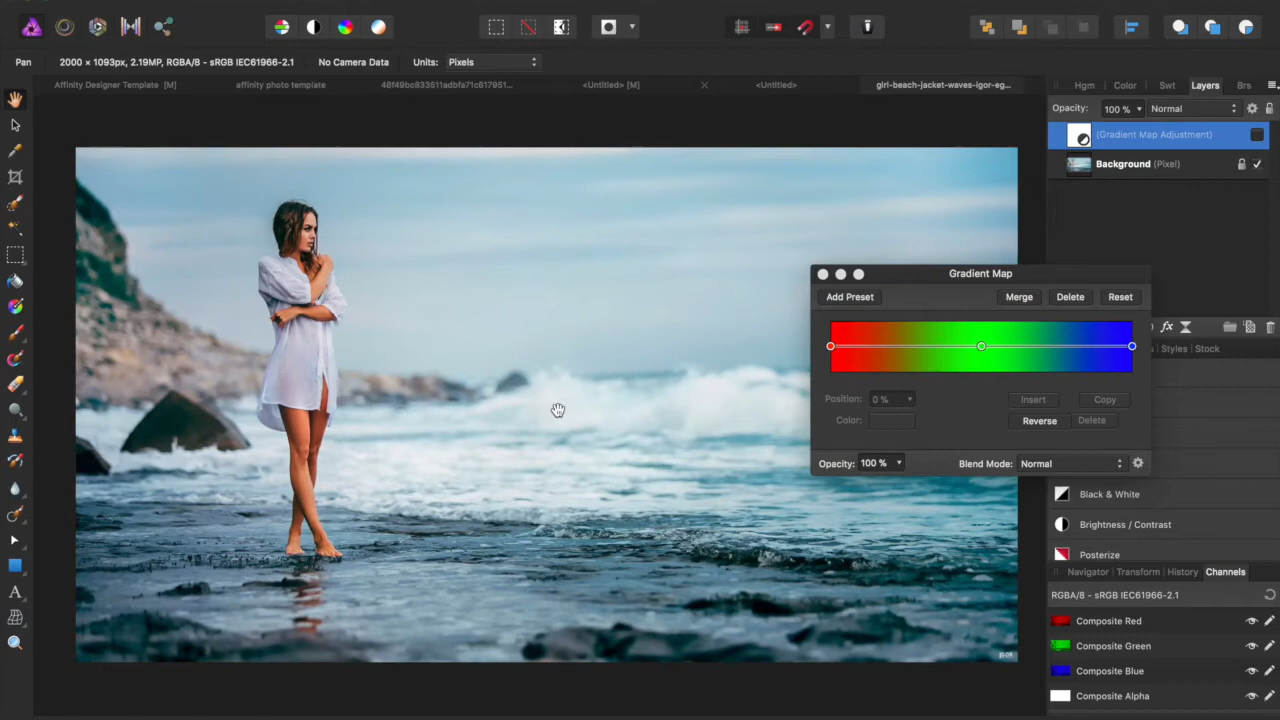 Pan
2000 × 1093px, 2.19MP, RGBA/8 - sRGB IEC61966-2.1
No Camera Data
Units:
Pixels
Affinity Designer Template [M]
affinity photo template
48f49bc833511adbfa71c617951...
<Untitled> [M]
<Untitled>
girl-beach-jacket-waves-igor-eg...
Hgm
Color
Swt
Layers
Brs
Opacity:
100 %
Normal
(Gradient Map Adjustment)
Background (Pixel)
Gradient Map
Add Preset
Merge
Delete
Reset
Position:
0 %
Insert
Copy
Color:
Reverse
Delete
Opacity:
100 %
Blend Mode:
Normal
fx
Styles
Stock
Black & White
Brightness / Contrast
Posterize
Navigator
Transform
History
Channels
RGBA/8 - sRGB IEC61966-2.1
Composite Red
Composite Green
Composite Blue
Composite Alpha
A